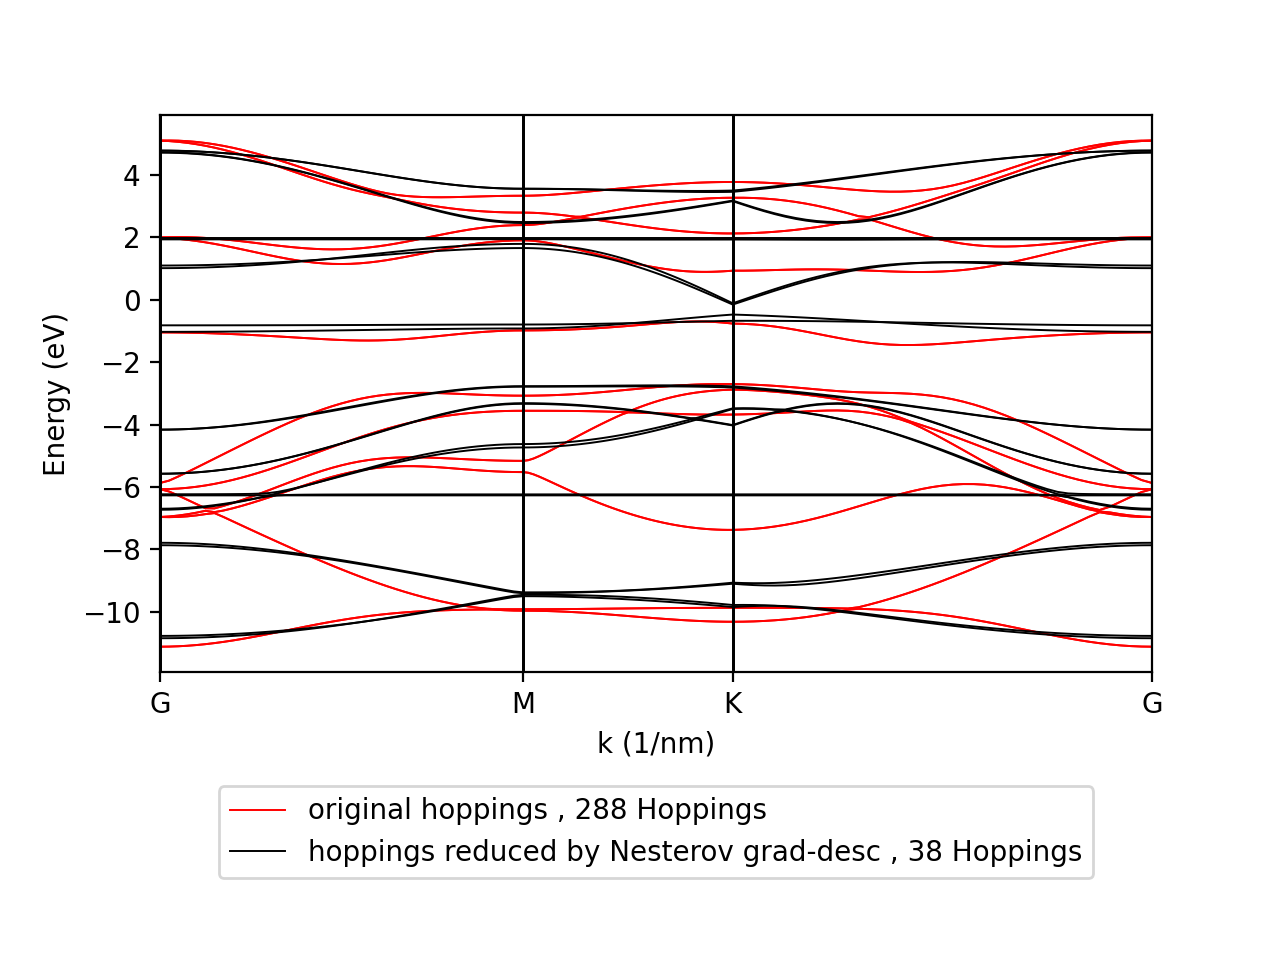 4
2
0
−2
−4
−6
−8
−10
Energy (eV)
G M K G
k (1/nm)
original hoppings , 288 Hoppings
hoppings reduced by Nesterov grad-desc , 38 Hoppings